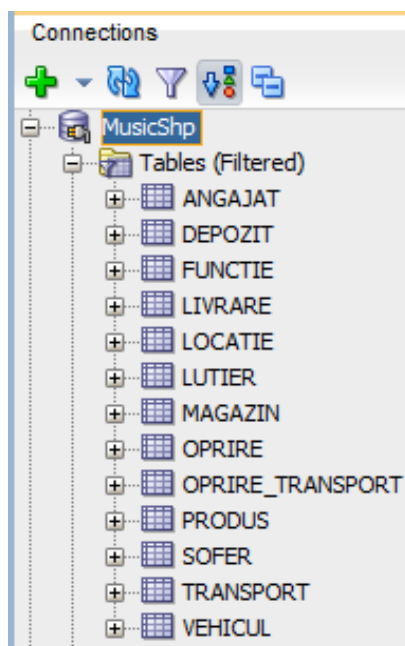 Connections
MusicShp
Tables (Filtered)
ANGAJAT
DEPOZIT
FUNCTIE
LIVRARE
LOCATIE
LUTIER
MAGAZIN
OPRIRE
OPRIRE_TRANSPORT
PRODUS
SOFER
TRANSPORT
VEHICUL